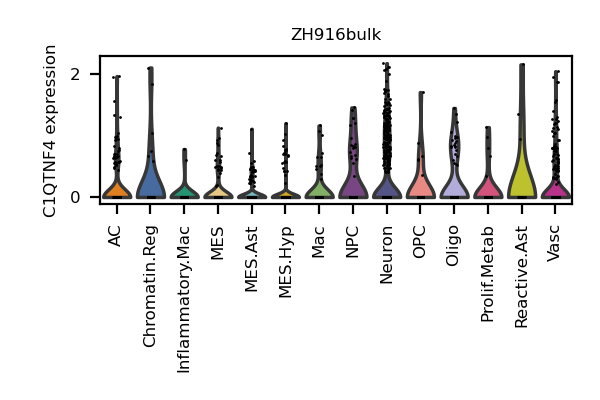 ZH916bulk
C1QTNF4 expression
2
0
AC
Chromatin.Reg
Inflammatory.Mac
MES
MES.Ast
MES.Hyp
Mac
NPC
Neuron
OPC
Oligo
Prolif.Metab
Reactive.Ast
Vasc